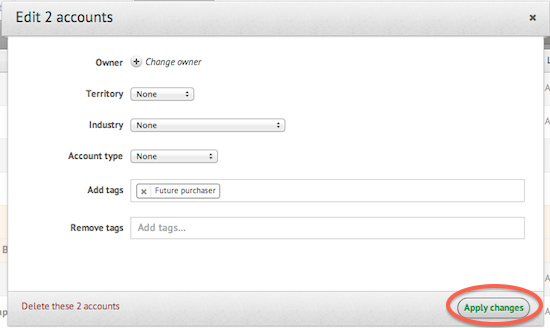 Edit 2 accounts
Owner Change owner
Territory None
Industry None
Account type None
Add tags Future purchaser
Remove tags Add tags...
Delete these 2 accounts Apply changes